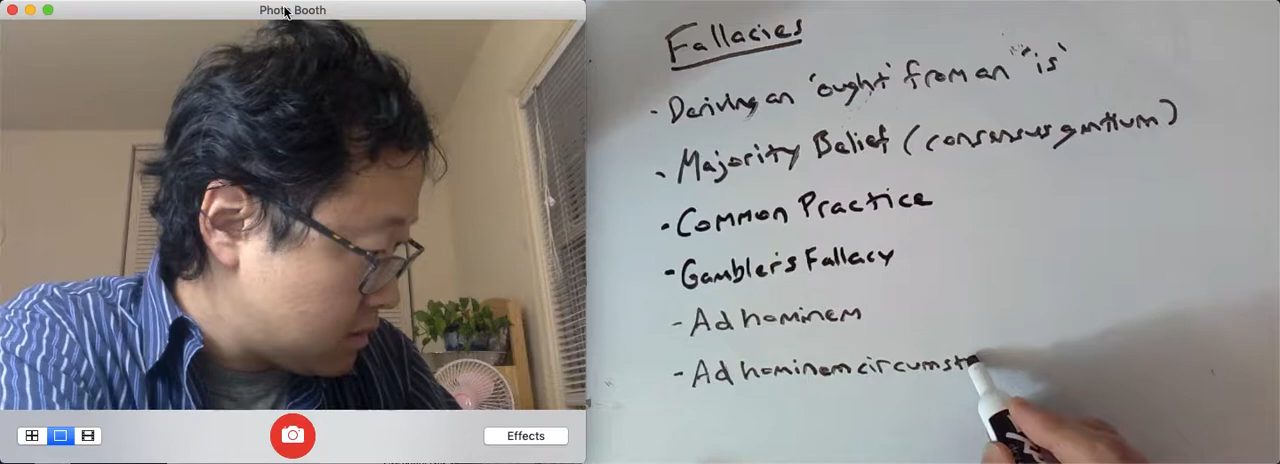 Photo Booth
Effects
Fallacies
- Deriving an 'ought' from an "is'
- Majority Belief (consensus gentium)
- Common Practice
- Gambler's Fallacy
- Ad hominem
- Ad hominem circumst